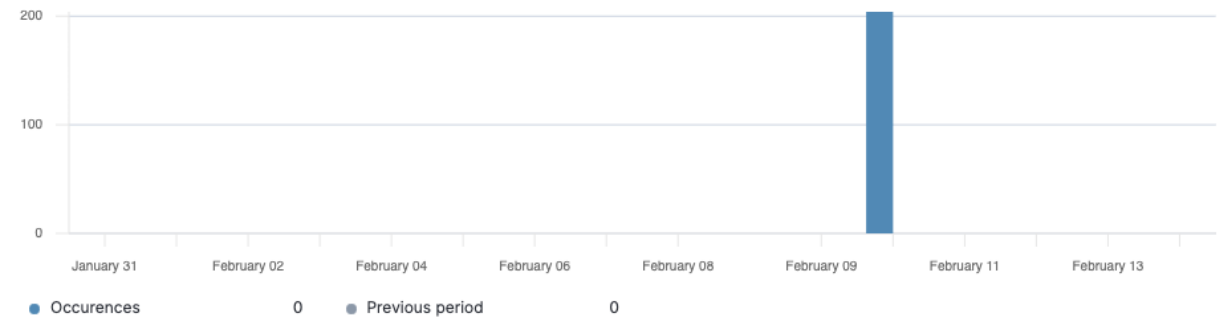 200
100
0
January 31 February 02 February 04 February 06 February 08 February 09 February 11 February 13
Occurences 0 Previous period 0